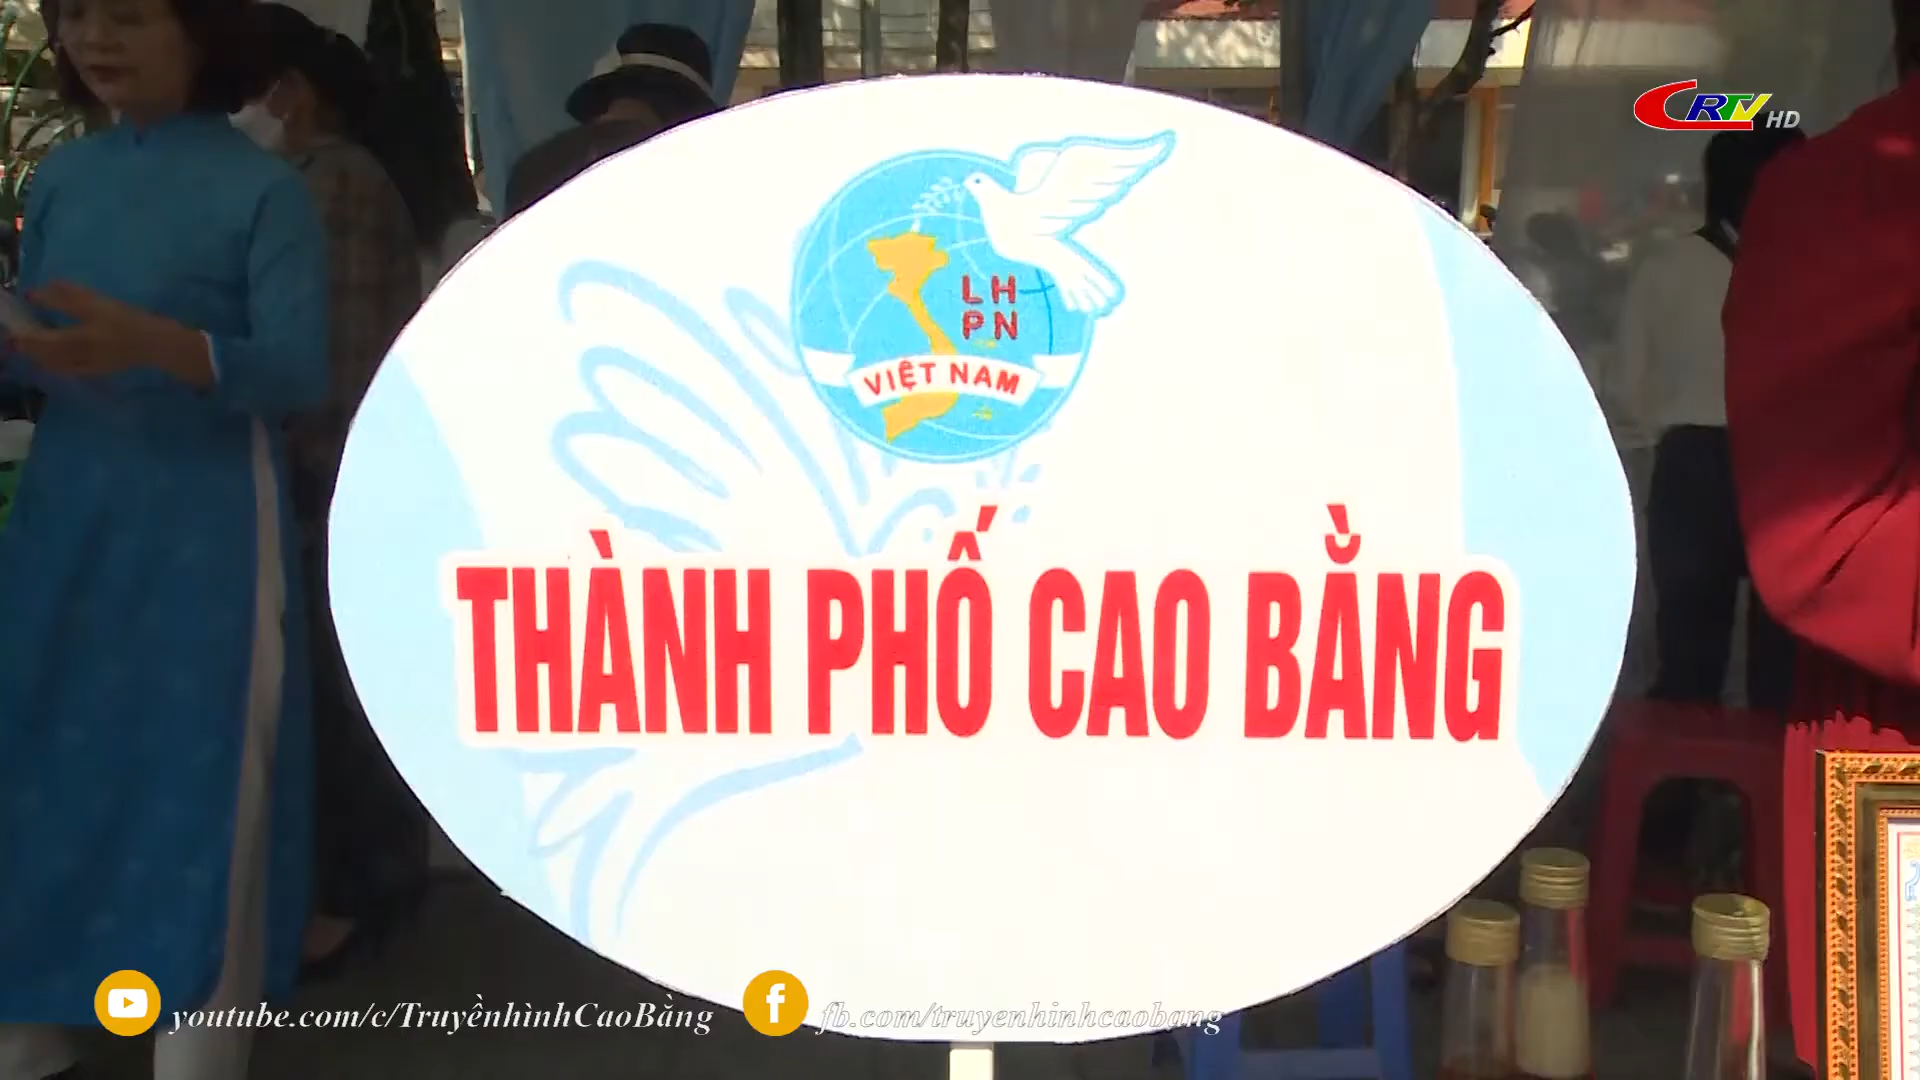 CRTV HD
LH
PN
VIỆT NAM
THÀNH PHỐ CAO BẰNG
youtube.com/c/TruyềnhìnhCaoBằng
fb.com/truyenhinhcaobang